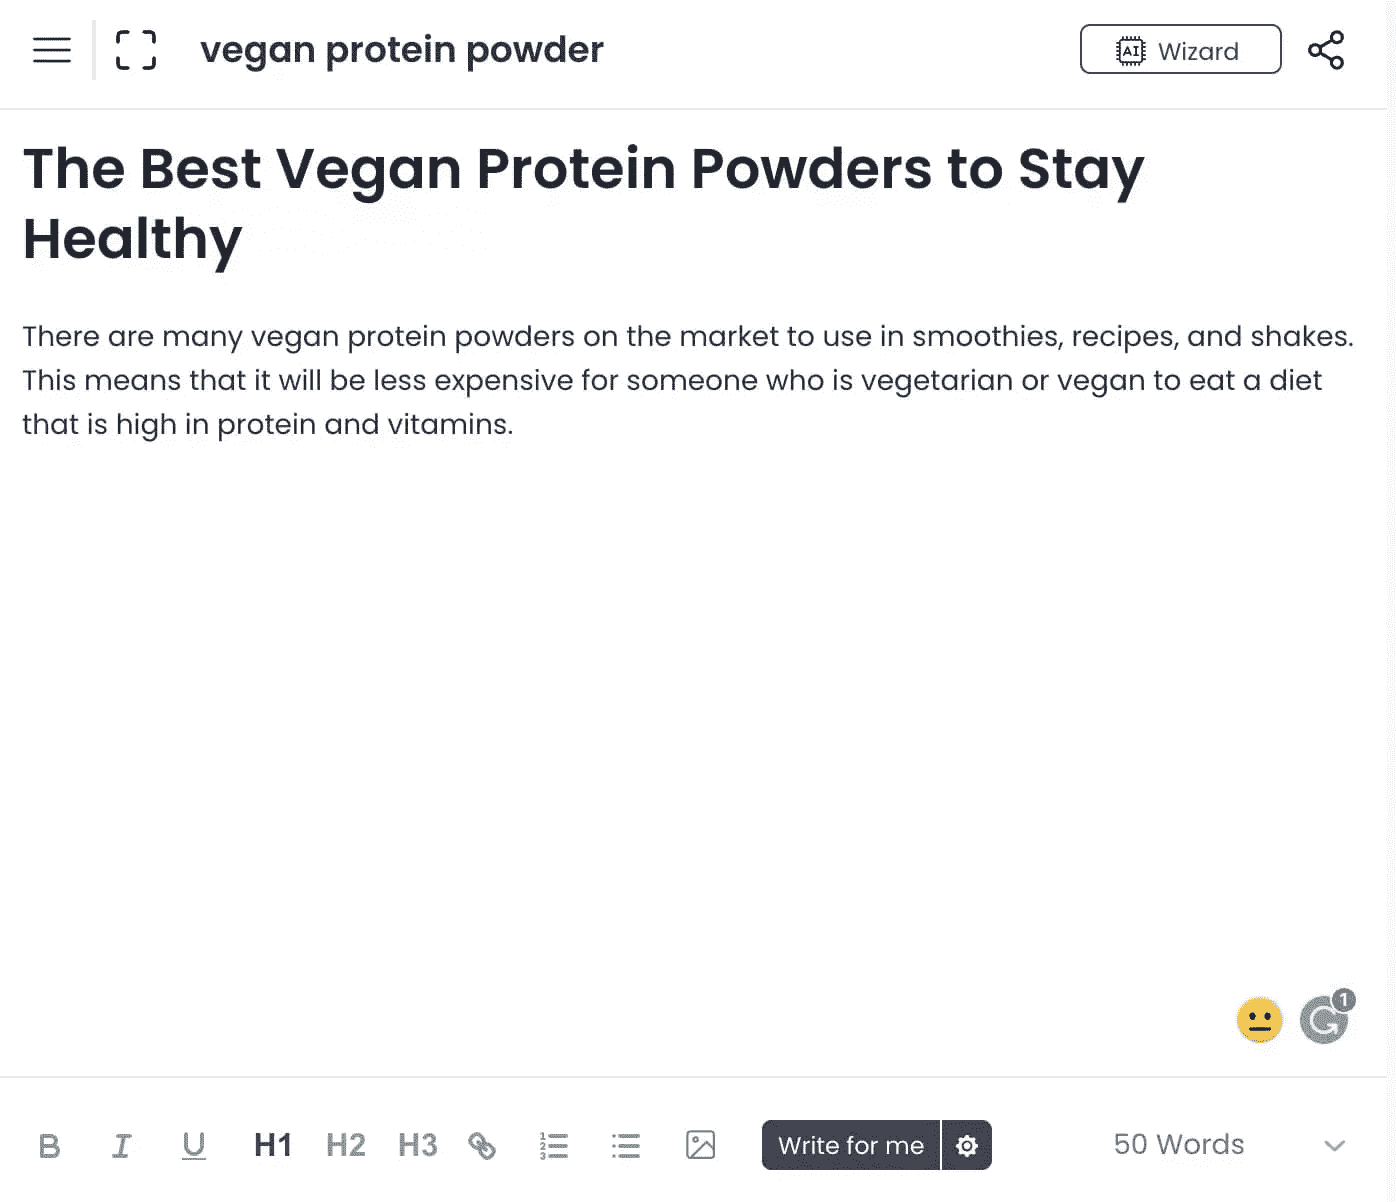 vegan protein powder
AI Wizard
The Best Vegan Protein Powders to Stay
Healthy
There are many vegan protein powders on the market to use in smoothies, recipes, and shakes.
This means that it will be less expensive for someone who is vegetarian or vegan to eat a diet
that is high in protein and vitamins.
1
B I U H1 H2 H3 Write for me 50 Words